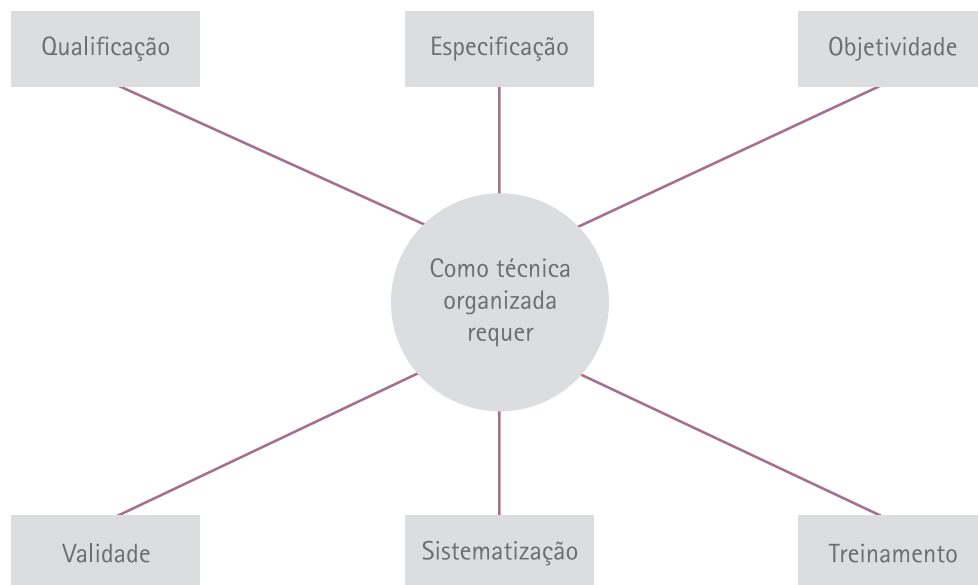 Qualificação
Especificação
Objetividade
Como técnica
organizada
requer
Validade
Sistematização
Treinamento